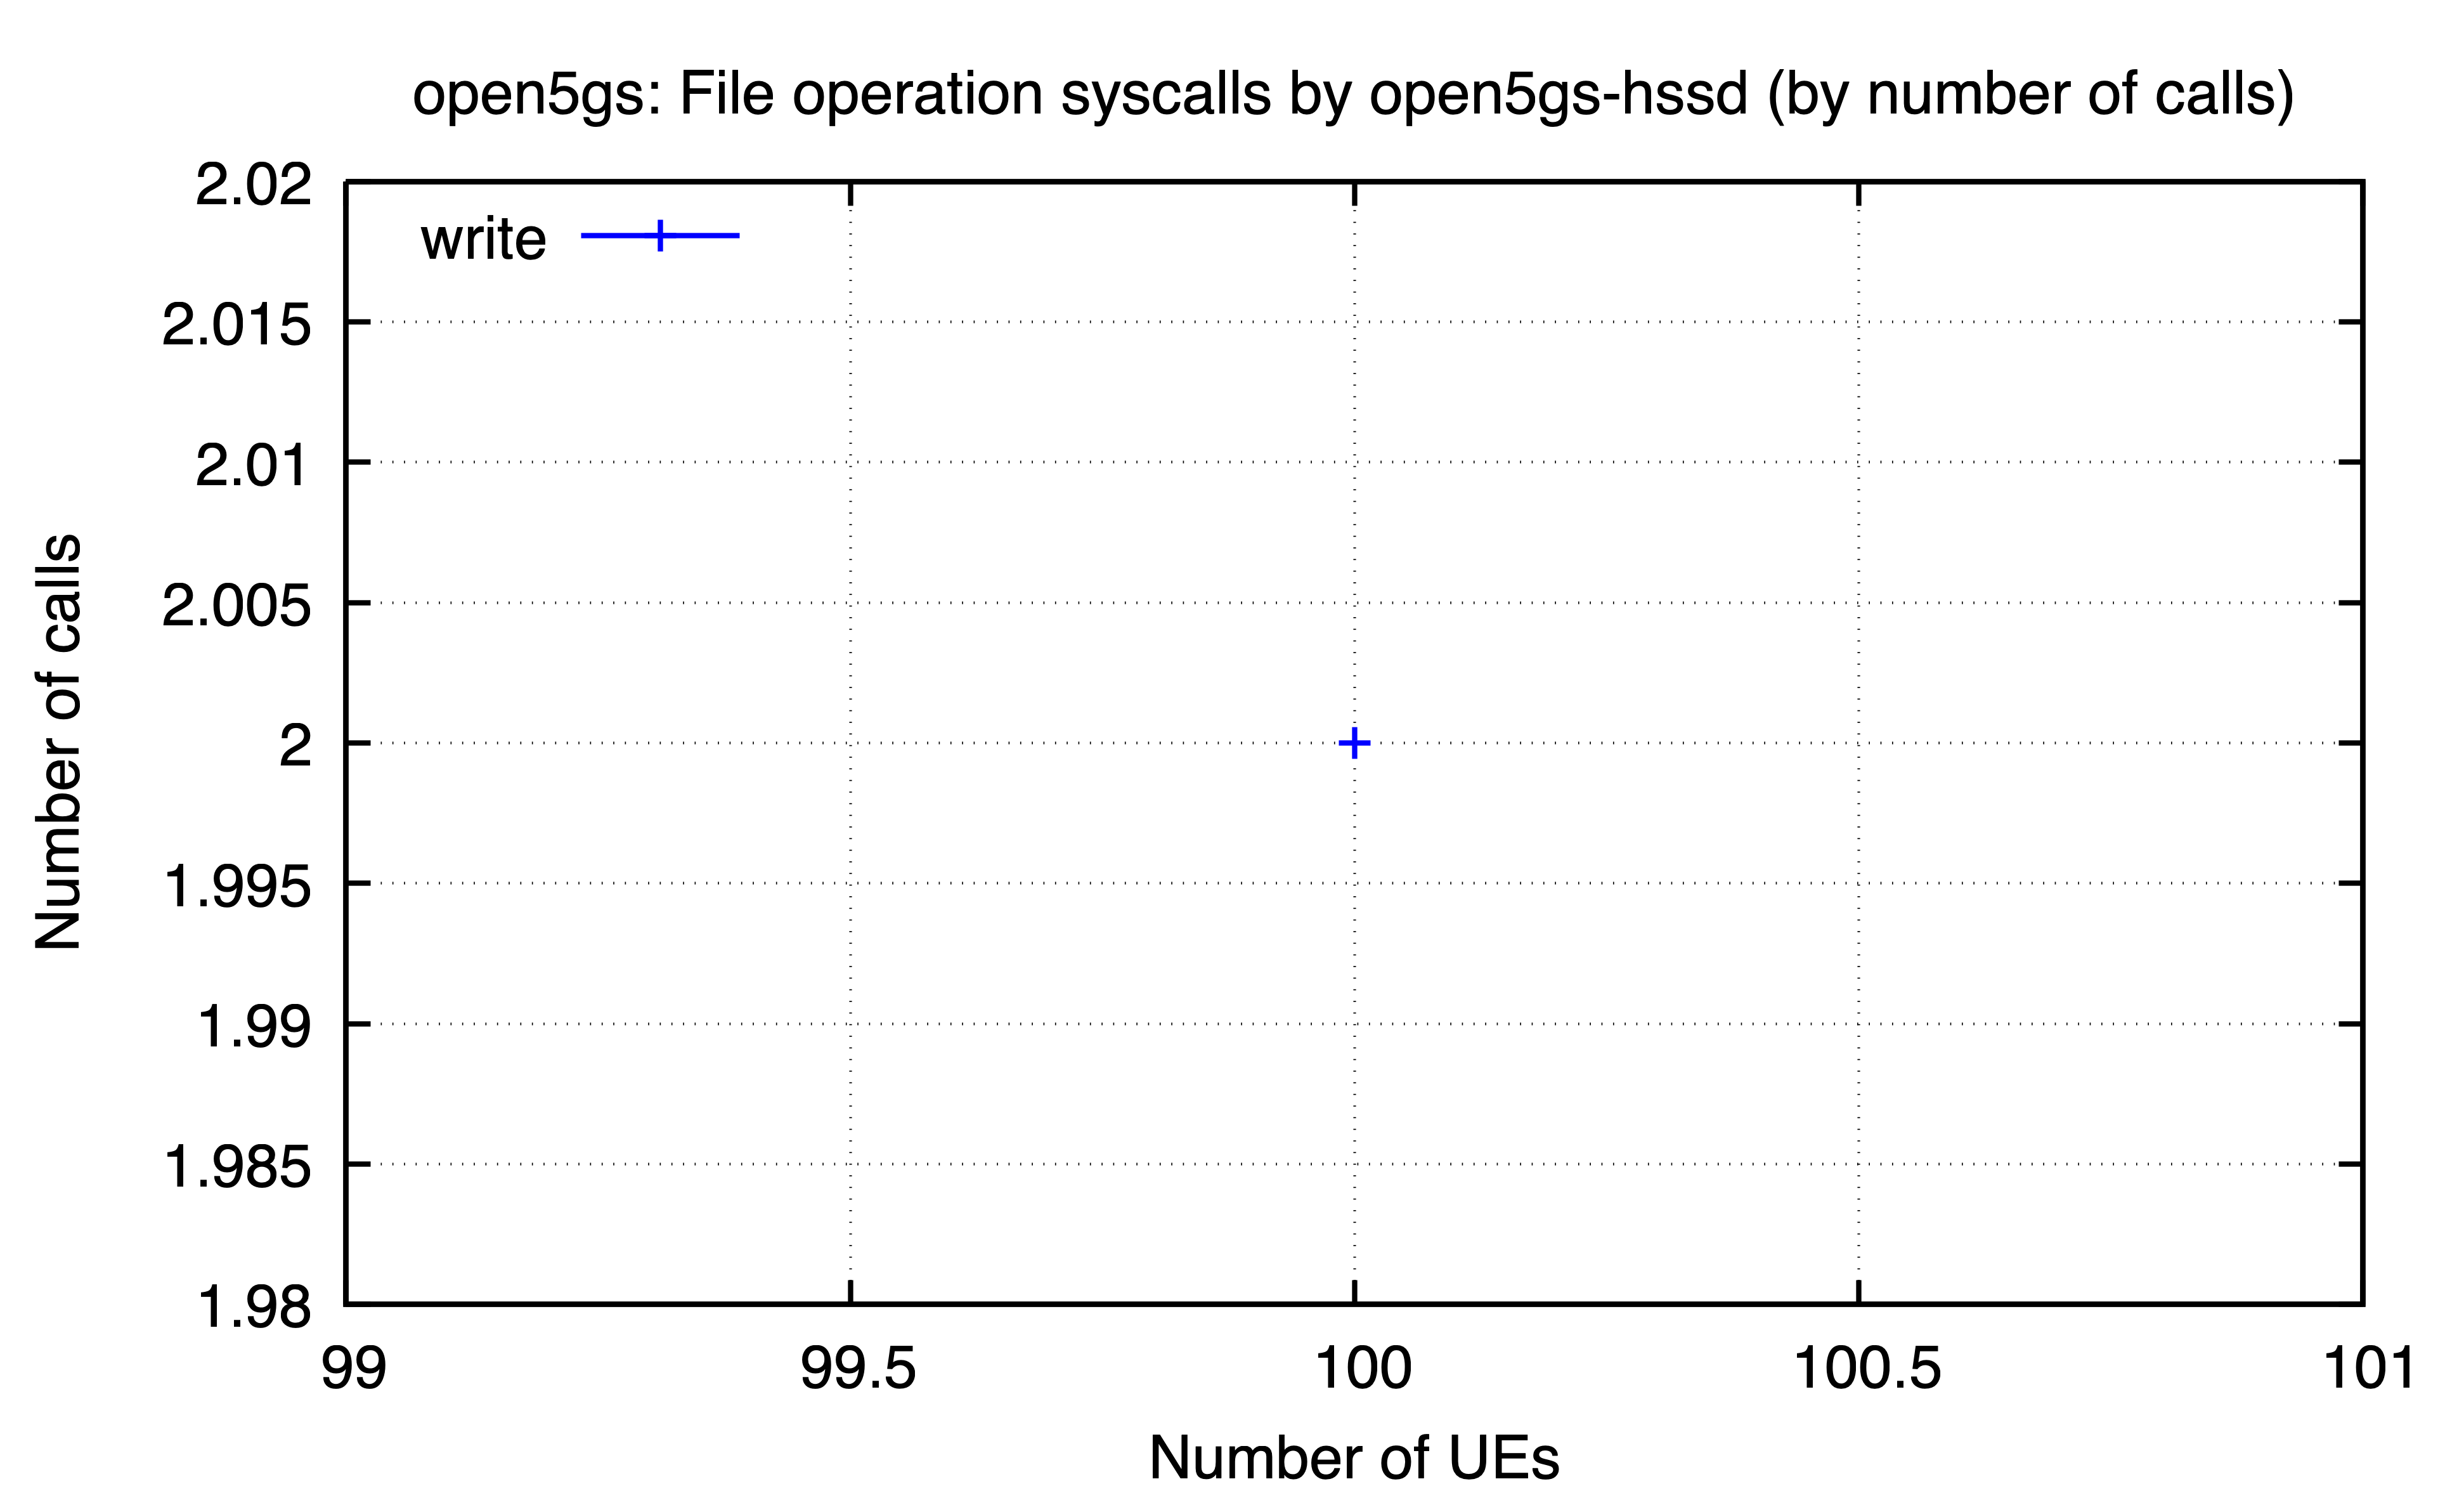 open5gs: File operation syscalls by open5gs-hssd (by number of calls)
2.02
write
2.015
2.01
2.005
2
1.995
1.99
1.985
1.98
Number of calls
99 99.5 100 100.5 101
Number of UEs